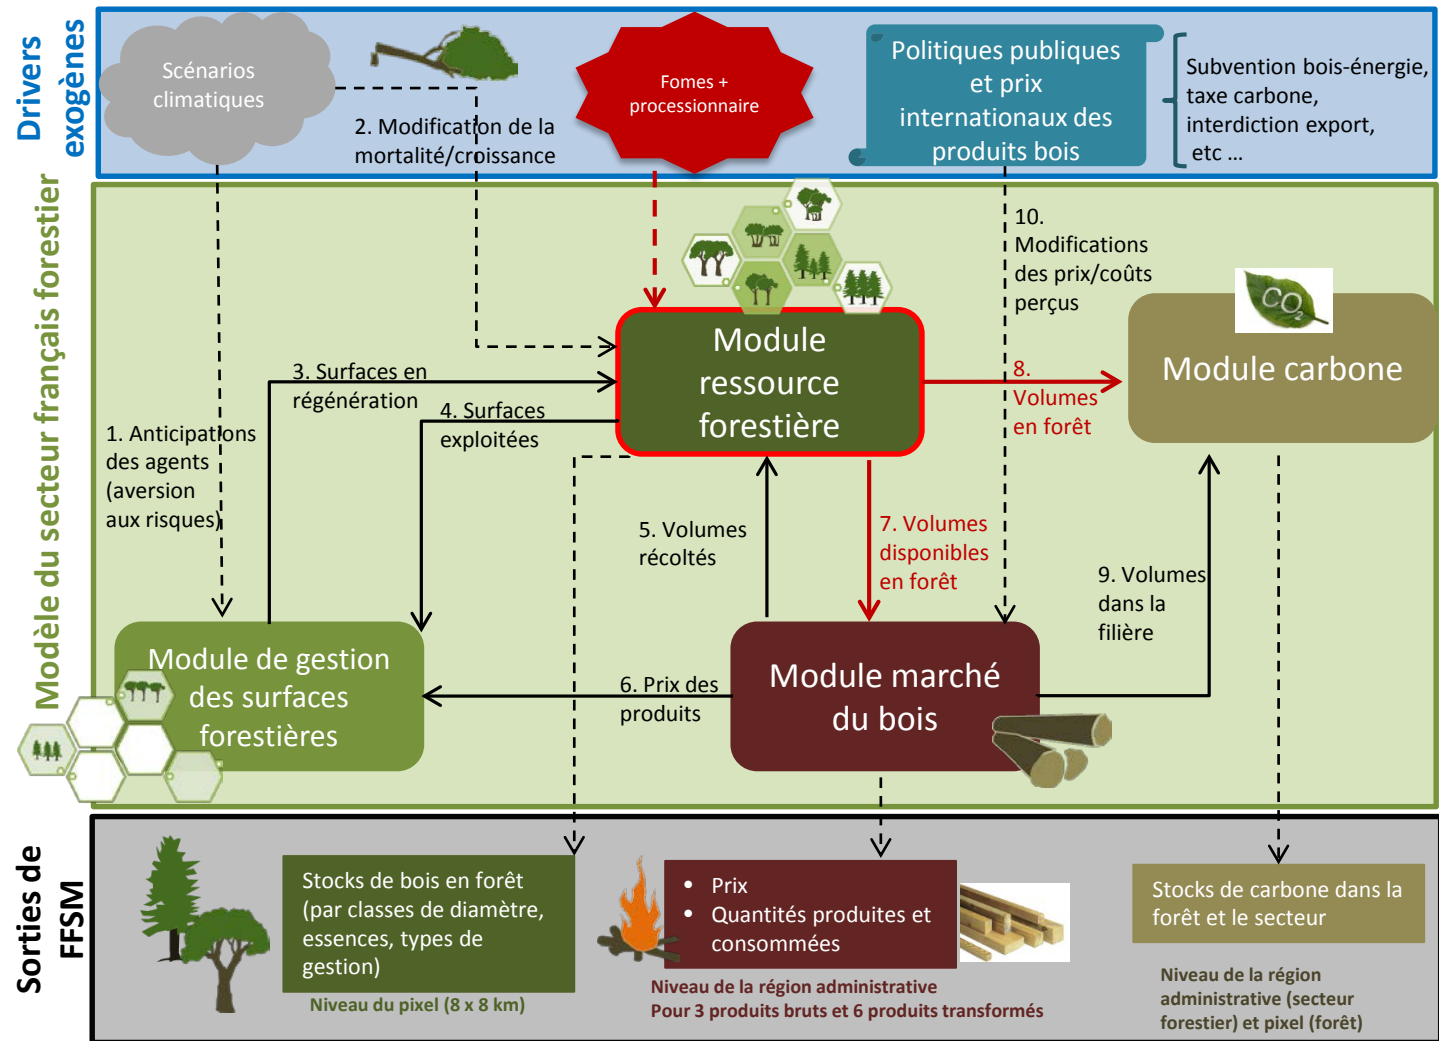 Drivers
exogènes
Scénarios
climatiques
2. Modification de la
mortalité/croissance
Fomes +
processionnaire
Politiques publiques
et prix
internationaux des
produits bois
Subvention bois-énergie,
taxe carbone,
interdiction export,
etc ...
Modèle du secteur français forestier
10.
Modifications
des prix/coûts
perçus
CO2
Module
ressource
forestière
Module carbone
3. Surfaces en
régénération
4. Surfaces
exploitées
8.
Volumes
en forêt
1. Anticipations
des agents
(aversion
aux risques)
5. Volumes
récoltés
7. Volumes
disponibles
en forêt
9. Volumes
dans la
filière
Module de gestion
des surfaces
forestières
6. Prix des
produits
Module marché
du bois
Sorties de
FFSM
Stocks de bois en forêt
(par classes de diamètre,
essences, types de
gestion)
Niveau du pixel (8 x 8 km)
• Prix
• Quantités produites et
consommées
Niveau de la région administrative
Pour 3 produits bruts et 6 produits transformés
Stocks de carbone dans la
forêt et le secteur
Niveau de la région
administrative (secteur
forestier) et pixel (forêt)